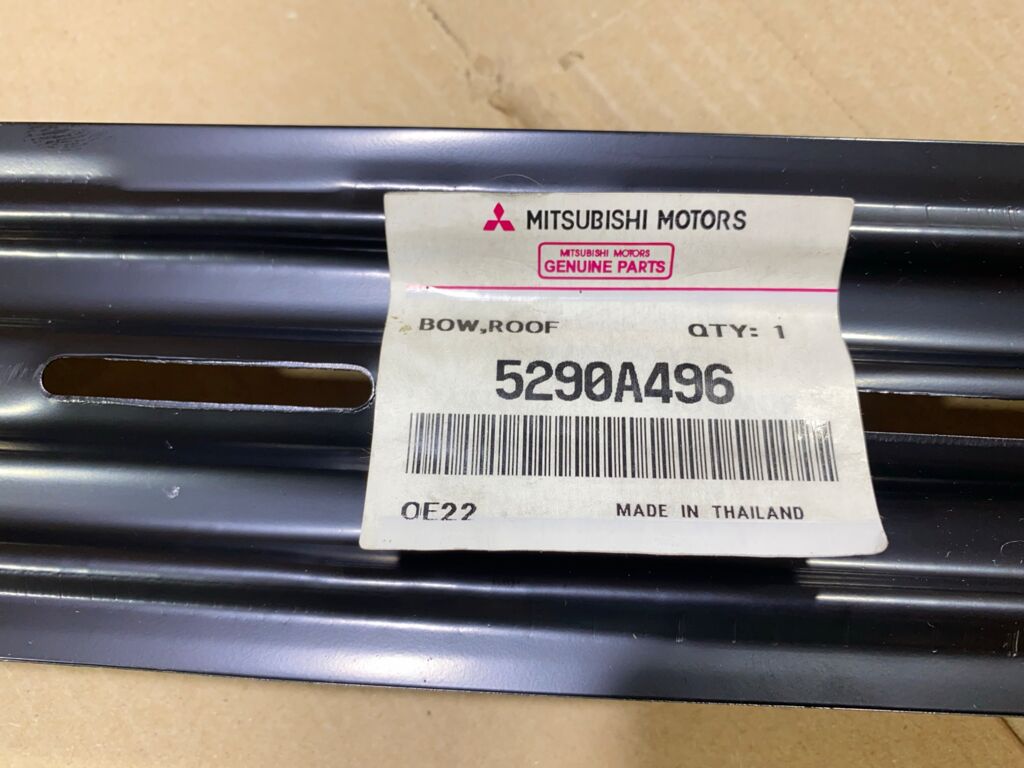 MITSUBISHI MOTORS
MITSUBISHI MOTORS
GENUINE PARTS
BOW,ROOF QTY: 1
5290A496
OE22 MADE IN THAILAND